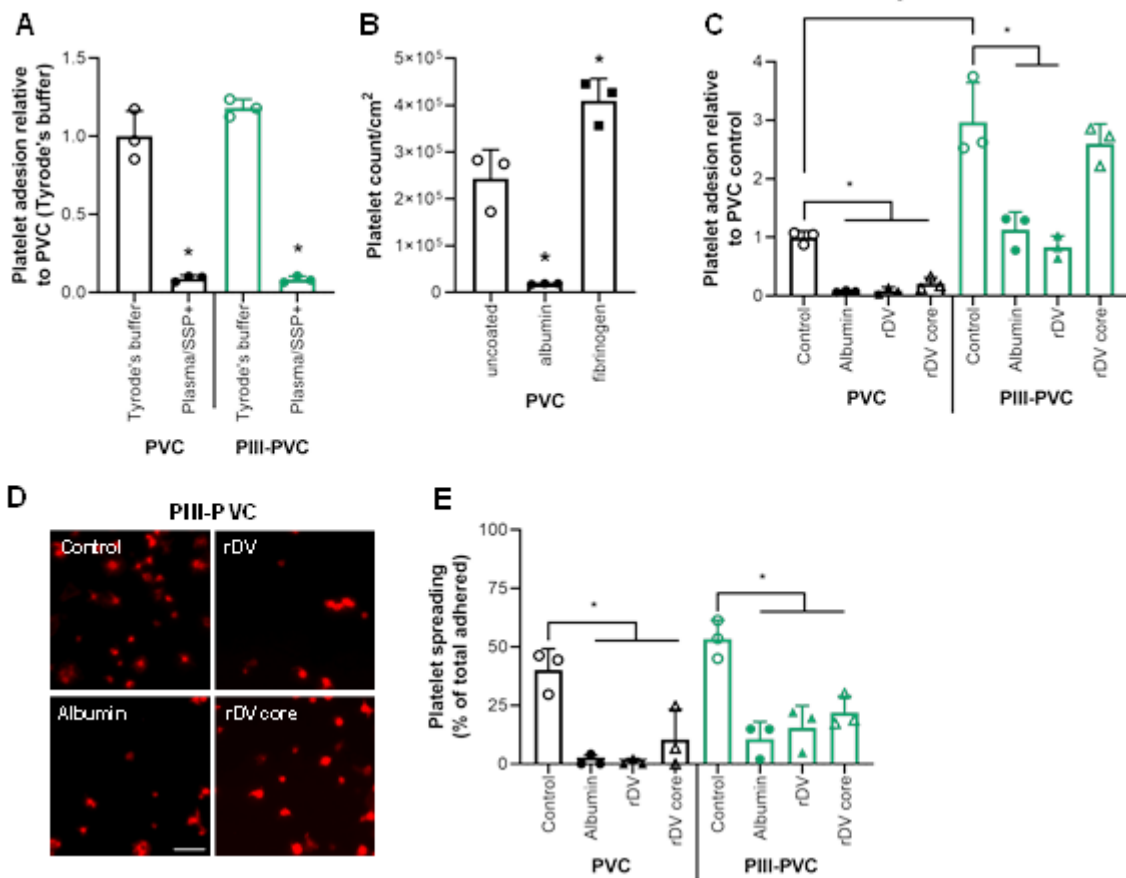 A
Platelet adesion relative
to PVC (Tyrode's buffer)
1.5
1.0
0.5
0.0
*
*
Tyrode's buffer
Plasma/SSP+
Tyrode's buffer
Plasma/SSP+
PVC
PIII-PVC
B
Platelet count/cm²
5×10⁵
4×10⁵
3×10⁵
2×10⁵
1×10⁵
0
*
*
uncoated
albumin
fibrinogen
PVC
C
Platelet adesion relative
to PVC control
4
3
2
1
0
*
*
Control
Albumin
rDV
rDV core
Control
Albumin
rDV
rDV core
PVC
PIII-PVC
D
PIII-PVC
Control
rDV
Albumin
rDV core
E
Platelet spreading
(% of total adhered)
100
75
50
25
0
*
*
Control
Albumin
rDV
rDV core
Control
Albumin
rDV
rDV core
PVC
PIII-PVC